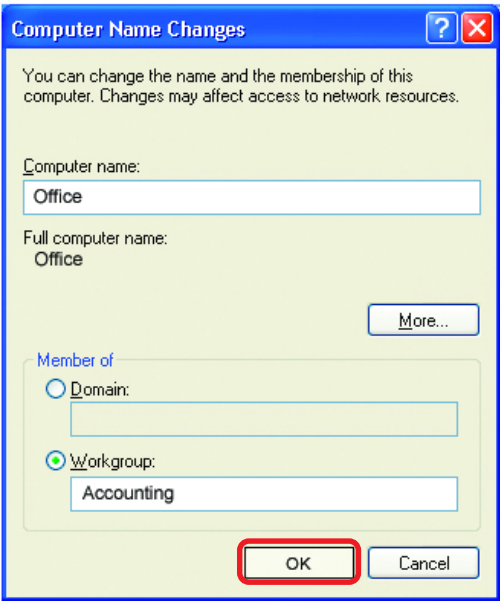 Computer Name Changes
You can change the name and the membership of this
computer. Changes may affect access to network resources.
Computer name:
Office
Full computer name:
Office
More...
Member of
Domain:
Workgroup:
Accounting
OK Cancel